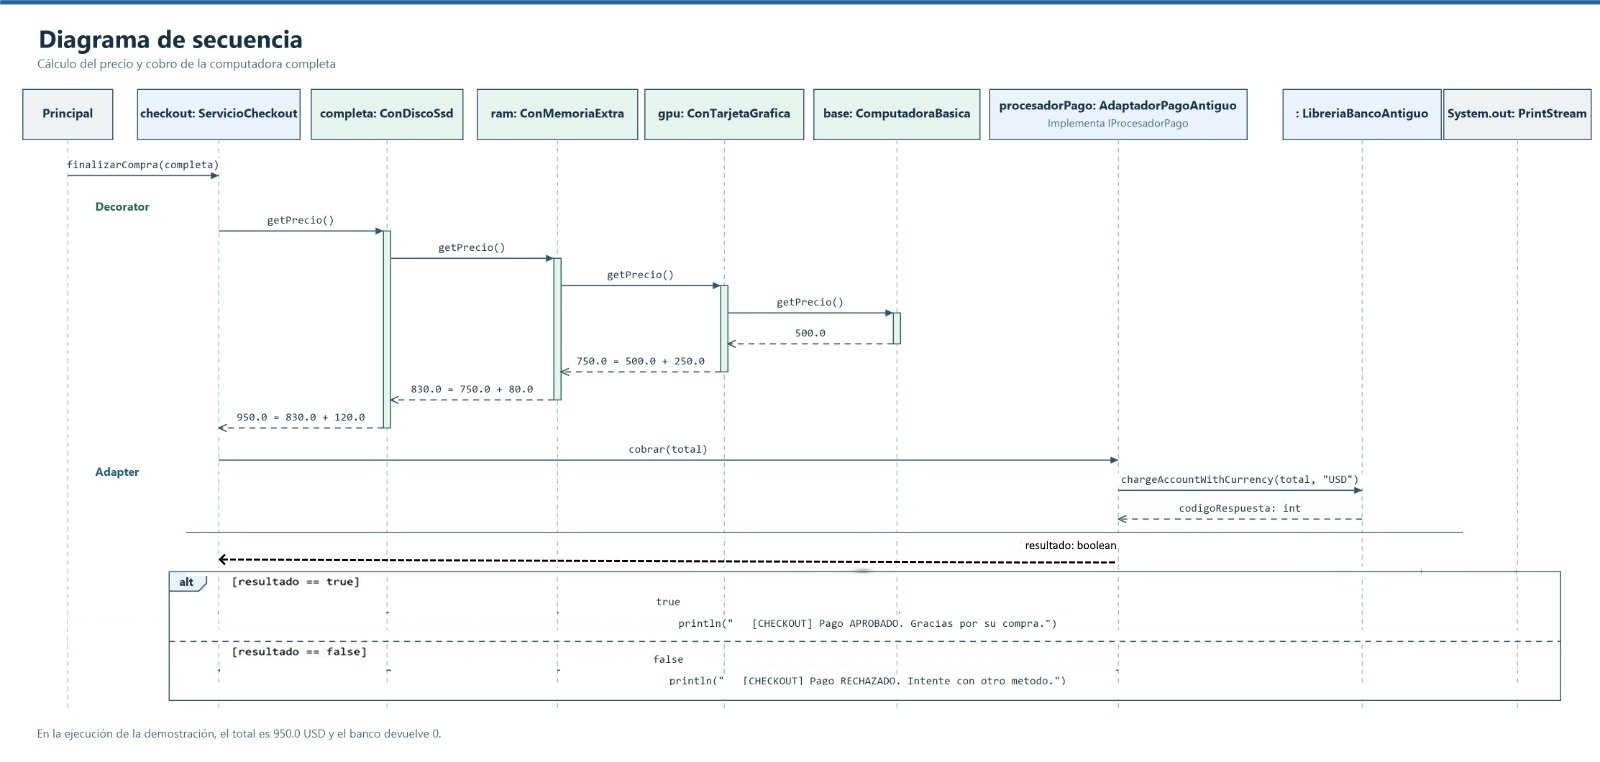 Diagrama de secuencia
Cálculo del precio y cobro de la computadora completa
Principal
checkout: ServicioCheckout
completa: ConDiscoSsd
ram: ConMemoriaExtra
gpu: ConTarjetaGrafica
base: ComputadoraBasica
procesadorPago: AdaptadorPagoAntiguo
Implementa IProcesadorPago
: LibreriaBancoAntiguo
System.out: PrintStream
finalizarCompra(completa)
Decorator
getPrecio()
getPrecio()
getPrecio()
getPrecio()
500.0
750.0 = 500.0 + 250.0
830.0 = 750.0 + 80.0
950.0 = 830.0 + 120.0
cobrar(total)
Adapter
chargeAccountWithCurrency(total, "USD")
codigoRespuesta: int
resultado: boolean
alt
[resultado == true]
true
println("   [CHECKOUT] Pago APROBADO. Gracias por su compra.")
[resultado == false]
false
println("   [CHECKOUT] Pago RECHAZADO. Intente con otro metodo.")
En la ejecución de la demostración, el total es 950.0 USD y el banco devuelve 0.